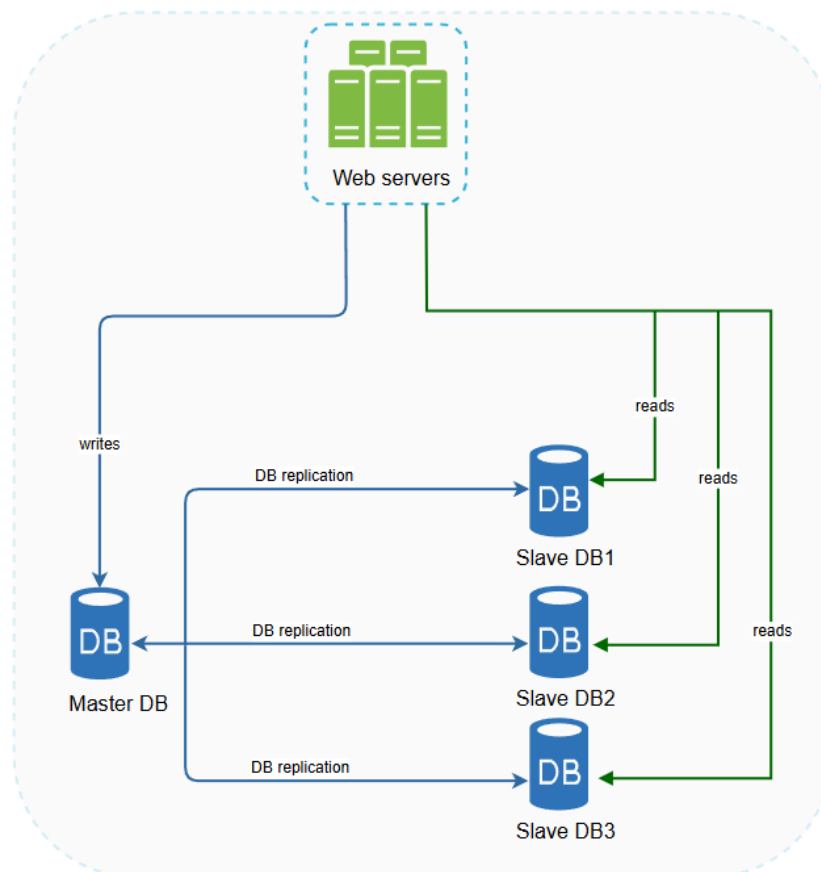 Web servers
writes
reads
reads
reads
DB replication
DB
Slave DB1
DB replication
DB
Slave DB2
DB
Master DB
DB replication
DB
Slave DB3